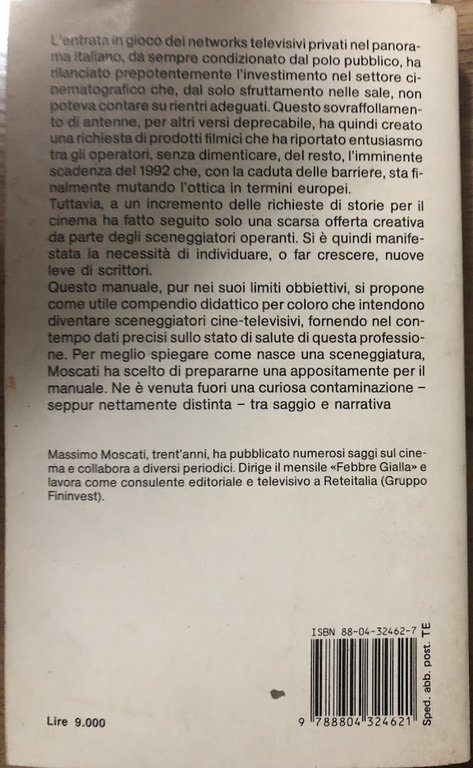 L'entrata in gioco dei networks televisivi privati nel panora-
ma italiano, da sempre condizionato dal polo pubblico, ha
rilanciato prepotentemente l'investimento nel settore ci-
nematografico che, dal solo sfruttamento nelle sale, non
poteva contare su rientri adeguati. Questo sovraffollamen-
to di antenne, per altri versi deprecabile, ha quindi creato
una richiesta di prodotti filmici che ha riportato entusiasmo
tra gli operatori, senza dimenticare, del resto, l'imminente
scadenza del 1992 che, con la caduta delle barriere, sta fi-
nalmente mutando l'ottica in termini europei.
Tuttavia, a un incremento delle richieste di storie per il
cinema ha fatto seguito solo una scarsa offerta creativa
da parte degli sceneggiatori operanti. Si è quindi manife-
stata la necessità di individuare, o far crescere, nuove
leve di scrittori.
Questo manuale, pur nei suoi limiti obbiettivi, si propone
come utile compendio didattico per coloro che intendono
diventare sceneggiatori cine-televisivi, fornendo nel con-
tempo dati precisi sullo stato di salute di questa professio-
ne. Per meglio spiegare come nasce una sceneggiatura,
Moscati ha scelto di prepararne una appositamente per il
manuale. Ne è venuta fuori una curiosa contaminazione –
seppur nettamente distinta – tra saggio e narrativa
Massimo Moscati, trent'anni, ha pubblicato numerosi saggi sul cine-
ma e collabora a diversi periodici. Dirige il mensile «Febbre Gialla» e
lavora come consulente editoriale e televisivo a Reteitalia (Gruppo
Fininvest).
ISBN 88-04-32462-7
9 788804 324621
Sped. abb. post. TE
Lire 9.000